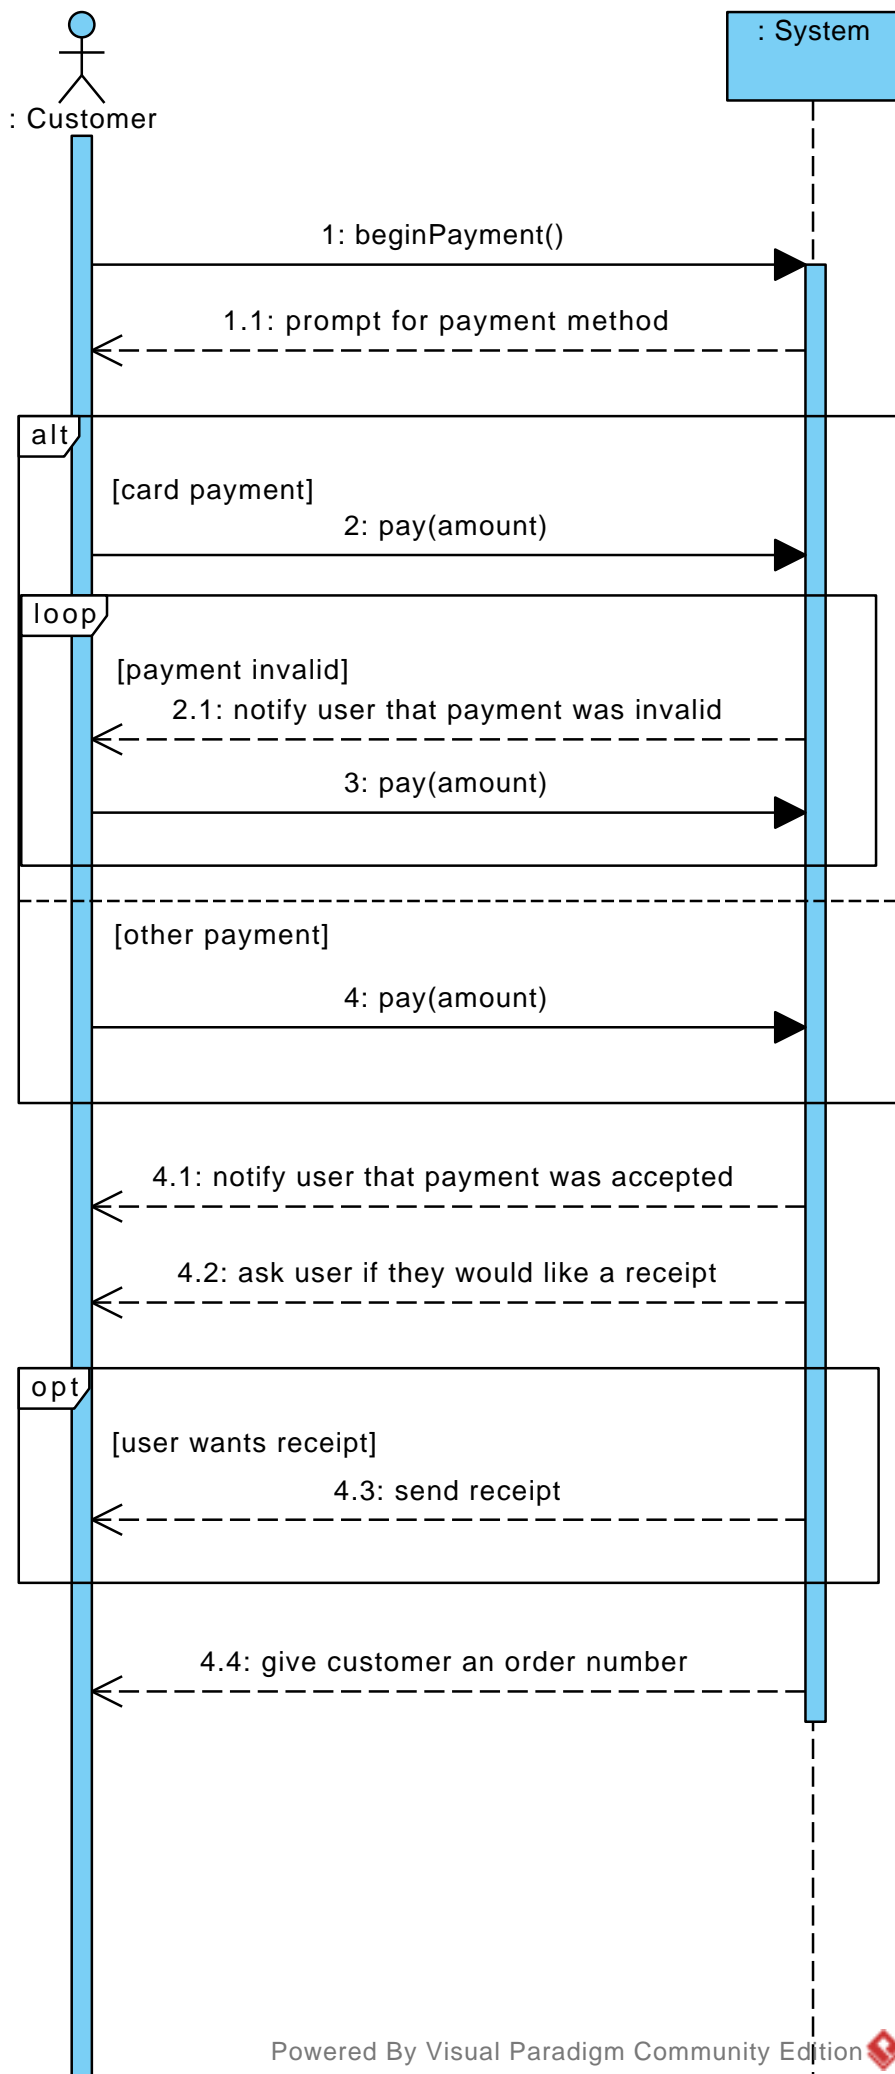 : System
: Customer
1: beginPayment()
1.1: prompt for payment method
alt
[card payment]
2: pay(amount)
loop
[payment invalid]
2.1: notify user that payment was invalid
3: pay(amount)
[other payment]
4: pay(amount)
4.1: notify user that payment was accepted
4.2: ask user if they would like a receipt
opt
[user wants receipt]
4.3: send receipt
4.4: give customer an order number
Powered By Visual Paradigm Community Edition